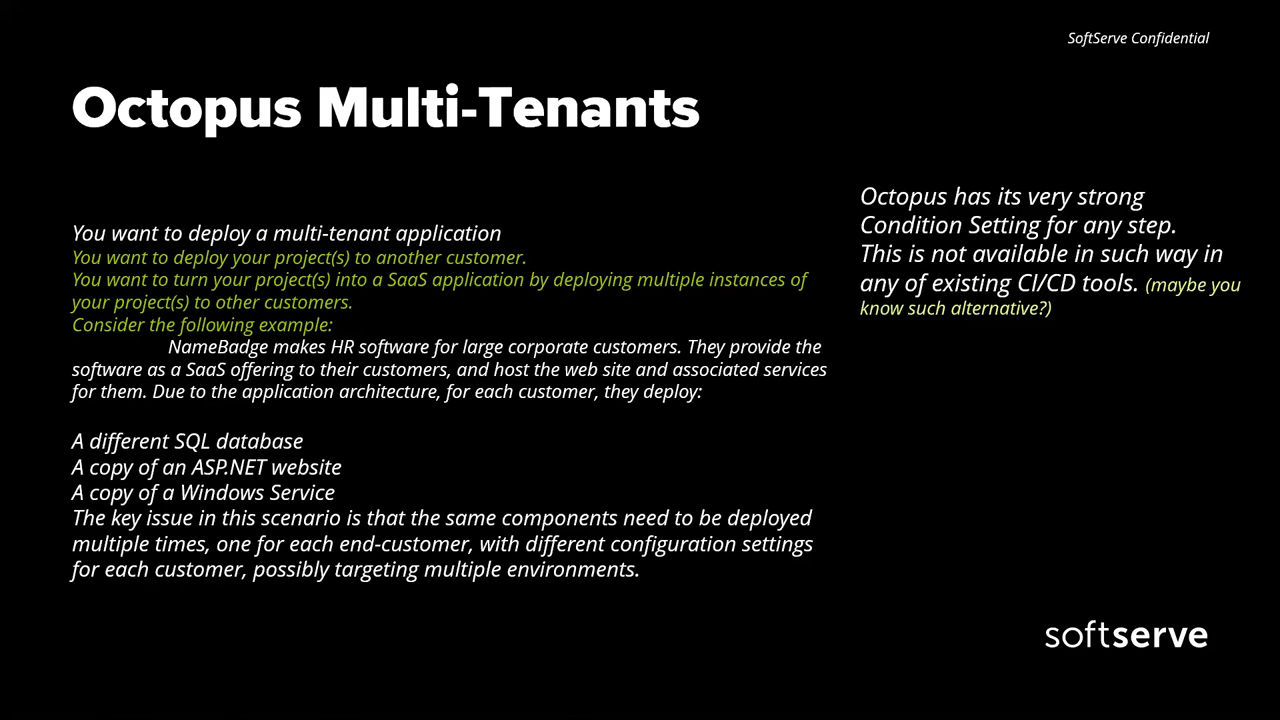 SoftServe Confidential
Octopus Multi-Tenants
You want to deploy a multi-tenant application
You want to deploy your project(s) to another customer.
You want to turn your project(s) into a SaaS application by deploying multiple instances of
your project(s) to other customers.
Consider the following example:
NameBadge makes HR software for large corporate customers. They provide the
software as a SaaS offering to their customers, and host the web site and associated services
for them. Due to the application architecture, for each customer, they deploy:
A different SQL database
A copy of an ASP.NET website
A copy of a Windows Service
The key issue in this scenario is that the same components need to be deployed
multiple times, one for each end-customer, with different configuration settings
for each customer, possibly targeting multiple environments.
Octopus has its very strong
Condition Setting for any step.
This is not available in such way in
any of existing CI/CD tools. (maybe you
know such alternative?)
softserve